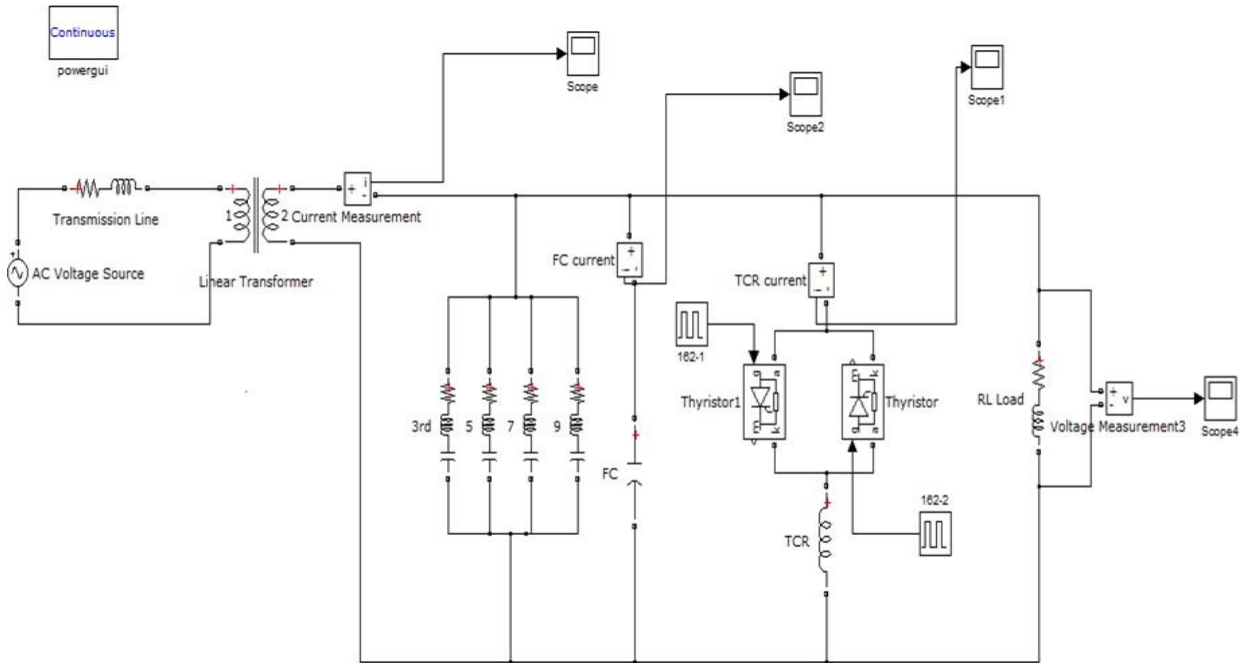 Continuous
powergui
Scope
Scope2
Scope1
Transmission Line
1
2
Current Measurement
AC Voltage Source
Linear Transformer
i
+
-
FC current
+
-
TCR current
+
-
162-1
g
a
m
k
Thyristor1
m
k
g
a
Thyristor
3rd
5
7
9
FC
TCR
162-2
RL Load
+
-
v
Voltage Measurement3
Scope4